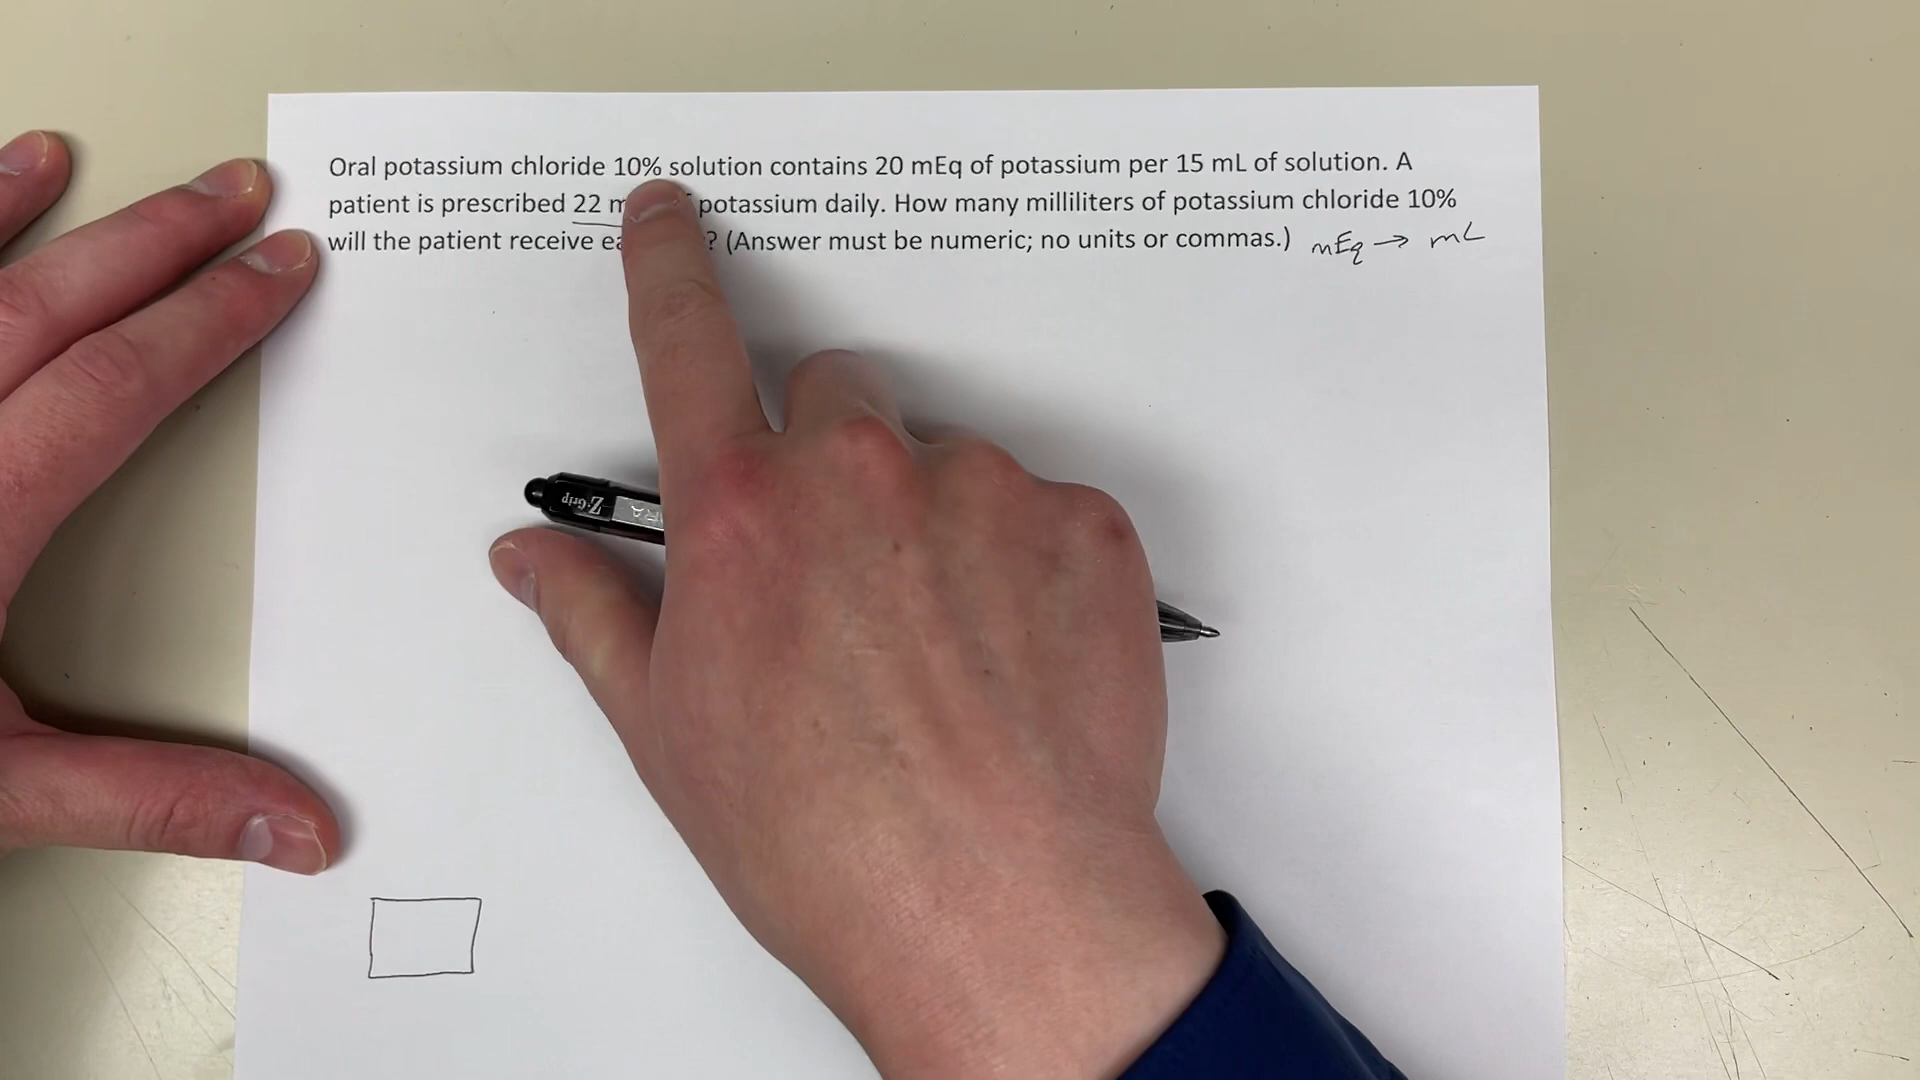 Oral potassium chloride 10% solution contains 20 mEq of potassium per 15 mL of solution. A
patient is prescribed 22 potassium daily. How many milliliters of potassium chloride 10%
will the patient receive ? (Answer must be numeric; no units or commas.) mEq → mL
Z-Grip